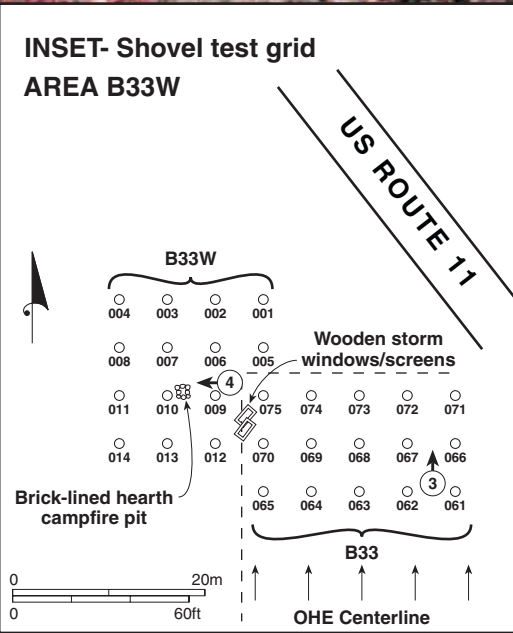 INSET- Shovel test grid
AREA B33W
US ROUTE 11
B33W
004 003 002 001
008 007 006 005
Wooden storm
windows/screens
4
011 010 009 075 074 073 072 071
014 013 012 070 069 068 067 066
Brick-lined hearth
campfire pit
3
065 064 063 062 061
B33
0 20m
0 60ft
OHE Centerline